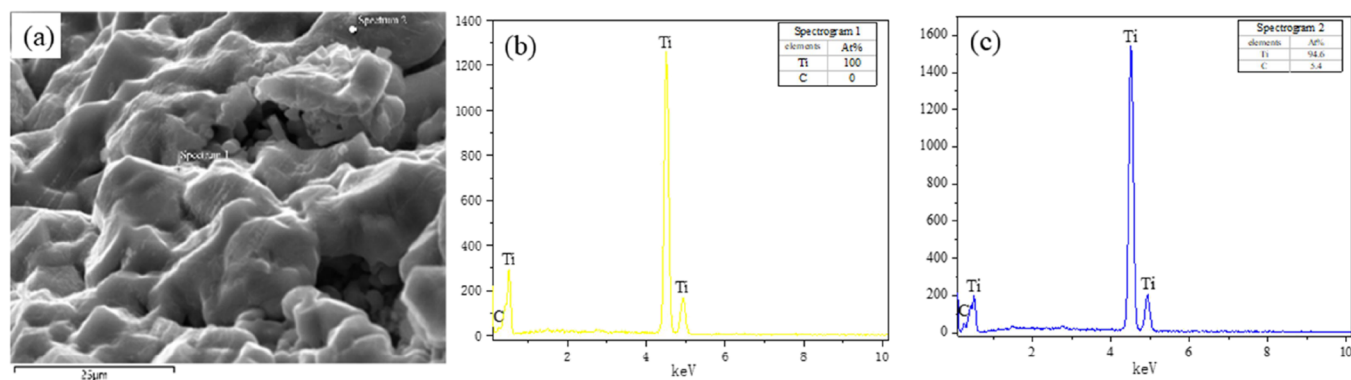 (a)
Spectrum 2
Spectrum 1
25μm
(b)
1400
1200
1000
800
600
400
200
0
2
4
6
8
10
keV
Ti
Ti
Ti
C
Spectrogram 1
elements At%
Ti 100
C 0
(c)
1600
1400
1200
1000
800
600
400
200
0
2
4
6
8
10
keV
Ti
Ti
Ti
C
Spectrogram 2
elements At%
Ti 94.6
C 5.4